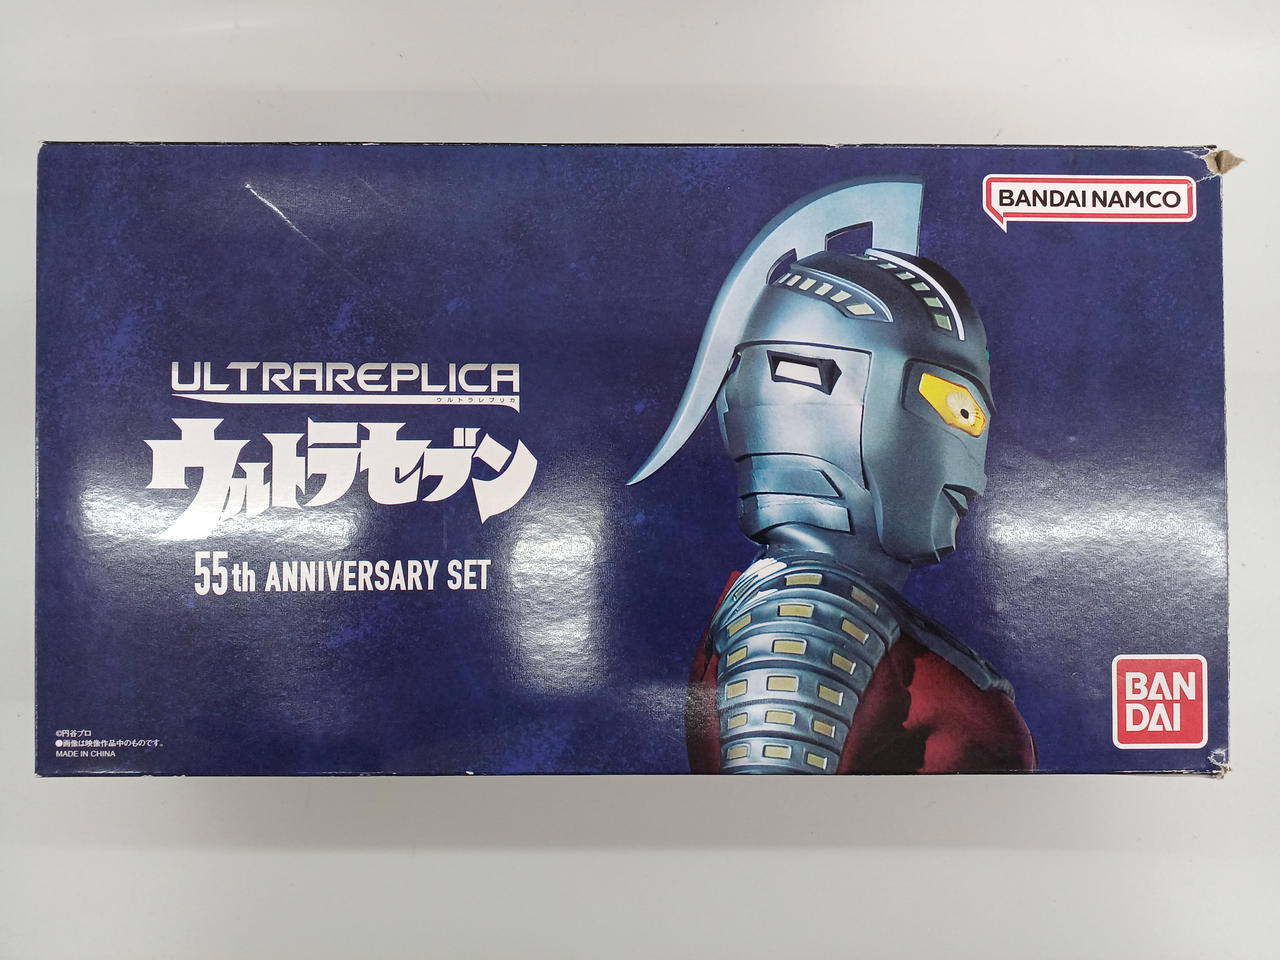 BANDAI NAMCO
ULTRAREPLICA
ウルトラレプリカ
ウルトラセブン
55th ANNIVERSARY SET
©円谷プロ
●画像は映像作品中のものです。
MADE IN CHINA
BAN
DAI